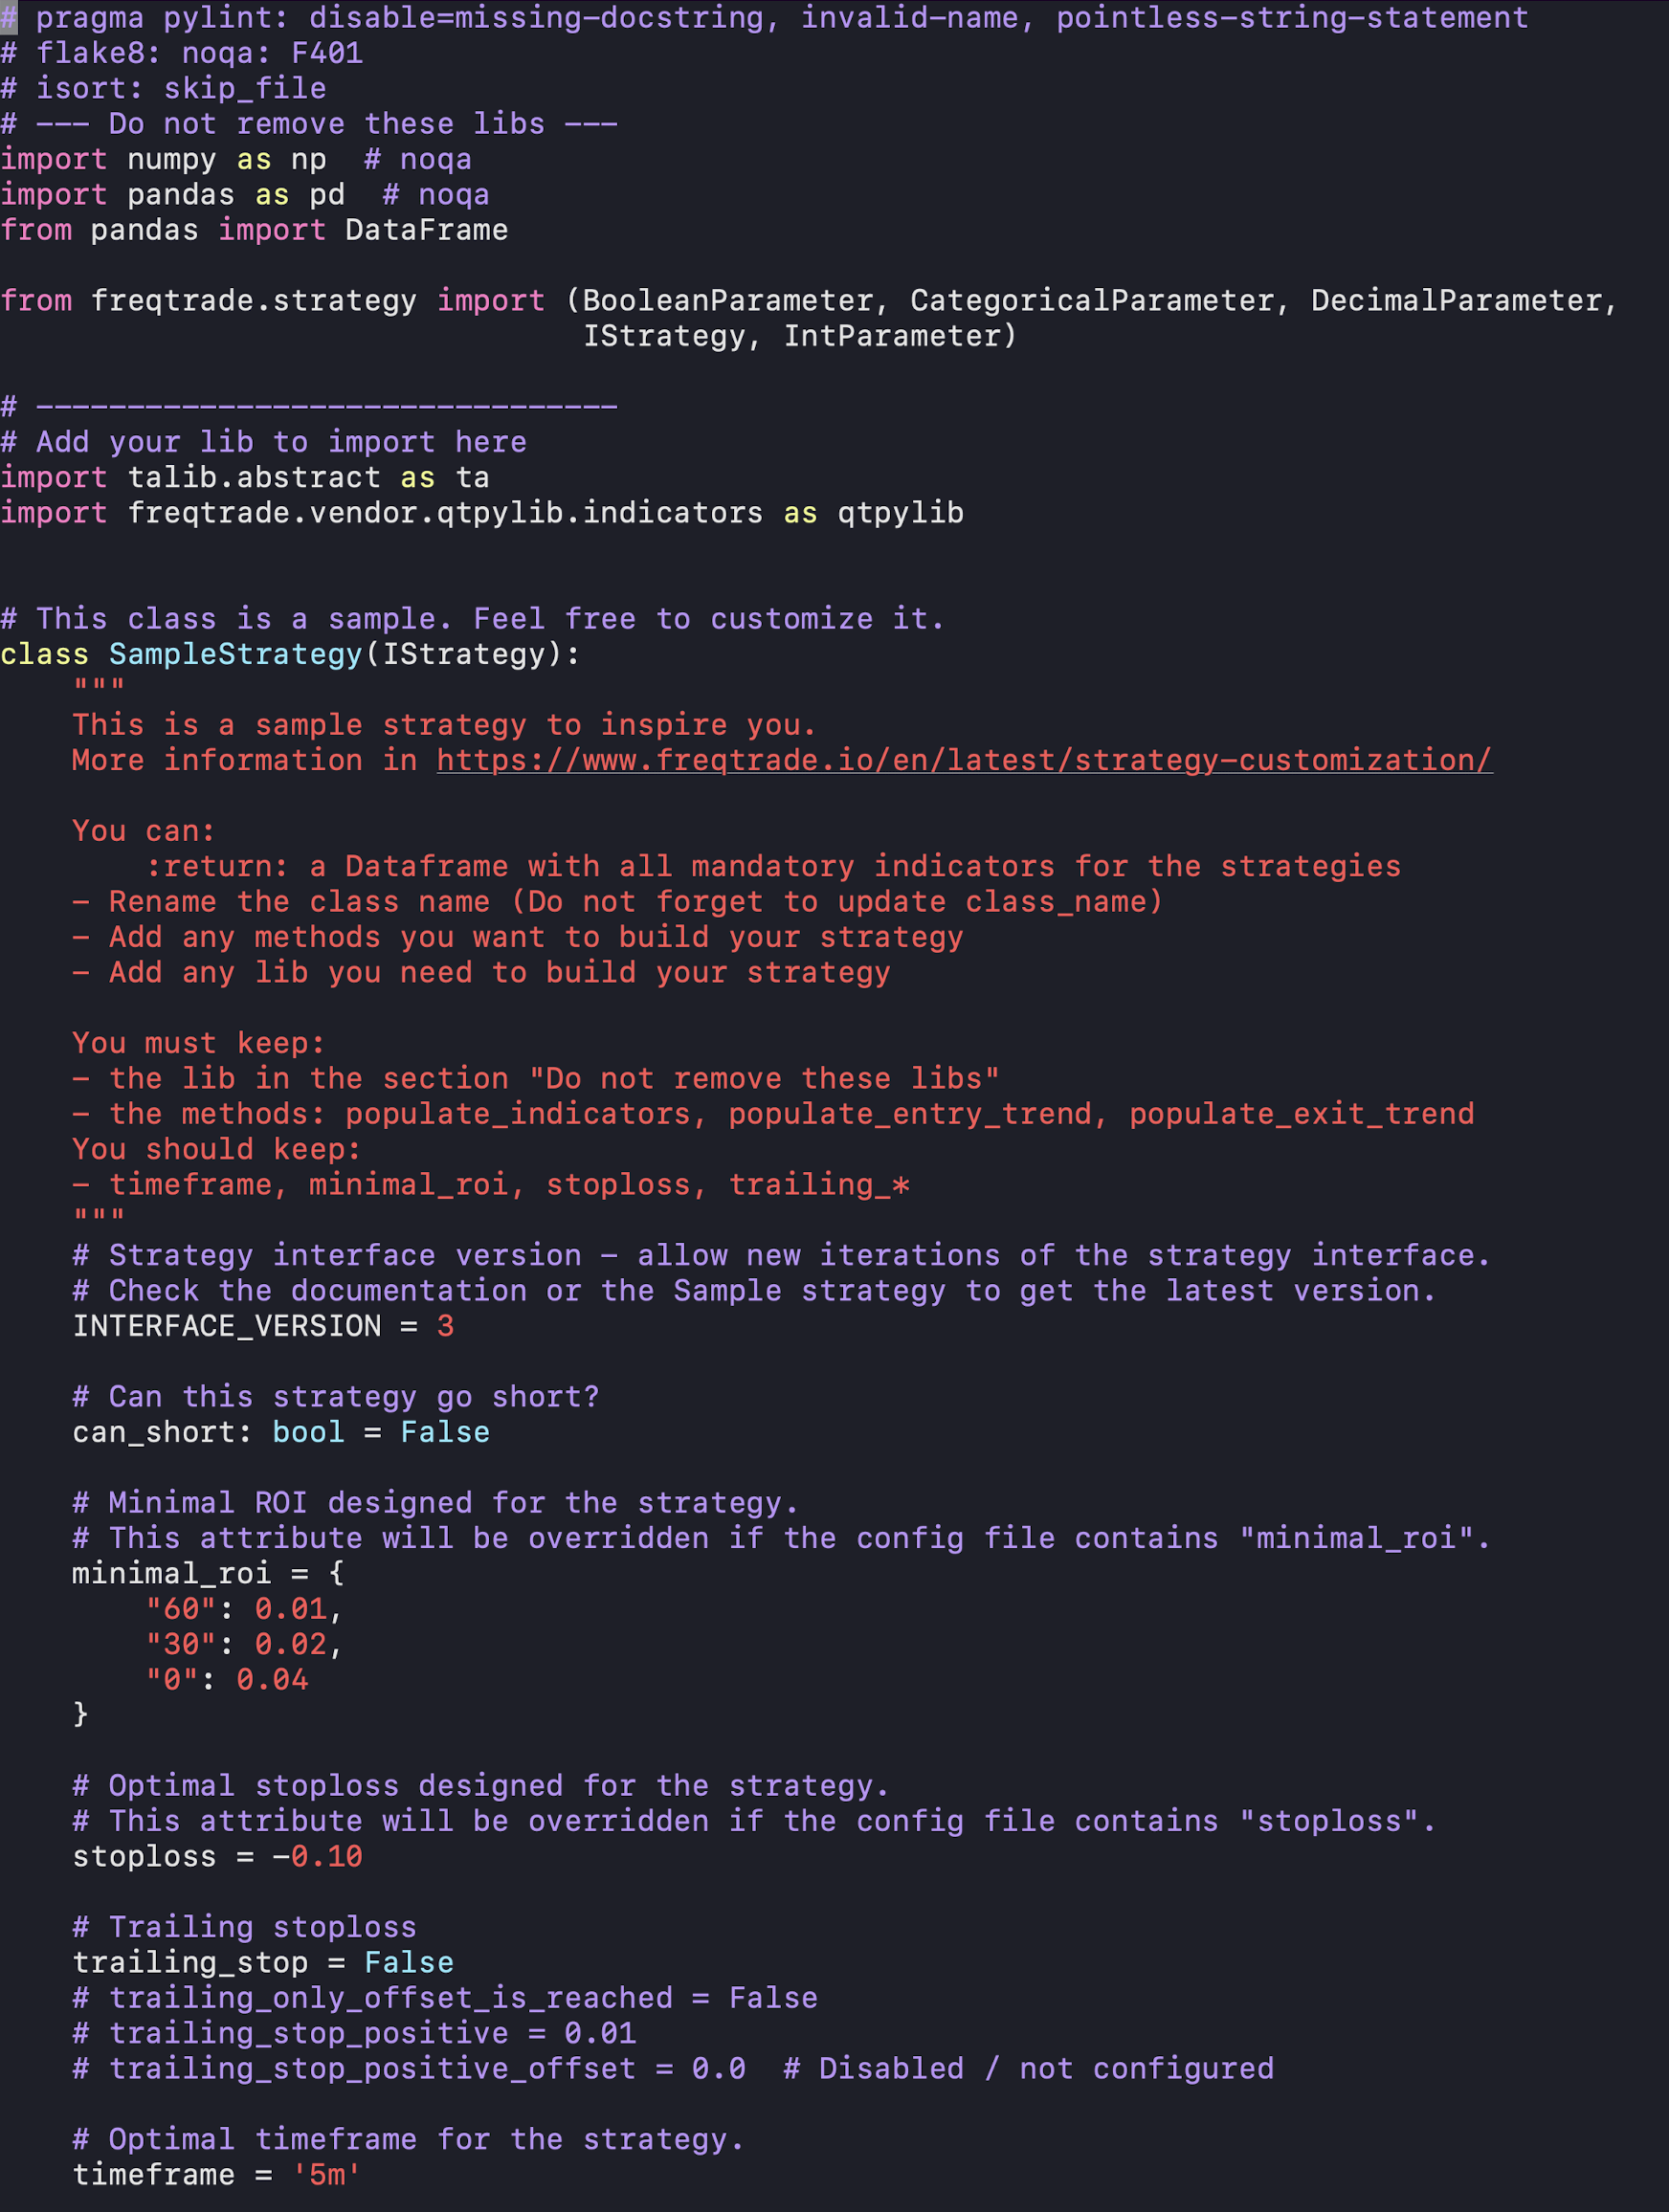 # pragma pylint: disable=missing-docstring, invalid-name, pointless-string-statement
# flake8: noqa: F401
# isort: skip_file
# --- Do not remove these libs ---
import numpy as np  # noqa
import pandas as pd  # noqa
from pandas import DataFrame

from freqtrade.strategy import (BooleanParameter, CategoricalParameter, DecimalParameter,
                                IStrategy, IntParameter)

# --------------------------------
# Add your lib to import here
import talib.abstract as ta
import freqtrade.vendor.qtpylib.indicators as qtpylib


# This class is a sample. Feel free to customize it.
class SampleStrategy(IStrategy):
    """
    This is a sample strategy to inspire you.
    More information in https://www.freqtrade.io/en/latest/strategy-customization/

    You can:
        :return: a Dataframe with all mandatory indicators for the strategies
    - Rename the class name (Do not forget to update class_name)
    - Add any methods you want to build your strategy
    - Add any lib you need to build your strategy

    You must keep:
    - the lib in the section "Do not remove these libs"
    - the methods: populate_indicators, populate_entry_trend, populate_exit_trend
    You should keep:
    - timeframe, minimal_roi, stoploss, trailing_*
    """
    # Strategy interface version - allow new iterations of the strategy interface.
    # Check the documentation or the Sample strategy to get the latest version.
    INTERFACE_VERSION = 3

    # Can this strategy go short?
    can_short: bool = False

    # Minimal ROI designed for the strategy.
    # This attribute will be overridden if the config file contains "minimal_roi".
    minimal_roi = {
        "60": 0.01,
        "30": 0.02,
        "0": 0.04
    }

    # Optimal stoploss designed for the strategy.
    # This attribute will be overridden if the config file contains "stoploss".
    stoploss = -0.10

    # Trailing stoploss
    trailing_stop = False
    # trailing_only_offset_is_reached = False
    # trailing_stop_positive = 0.01
    # trailing_stop_positive_offset = 0.0  # Disabled / not configured

    # Optimal timeframe for the strategy.
    timeframe = '5m'